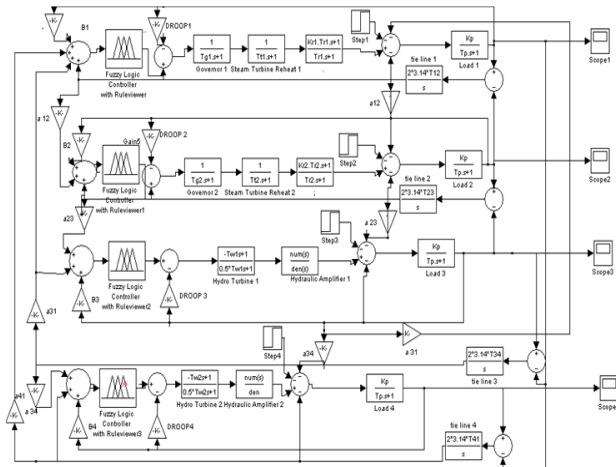 B1
DROOP1
-K-
Step1
1
Tg1.s+1
1
Tt1.s+1
Kr1.Tr1.s+1
Tr1.s+1
Kp
Tp.s+1
Fuzzy Logic
Controller
with Ruleviewer
Governor 1
Steam Turbine Reheat 1
Load 1
tie line 1
2*3.14*T12
s
Scope1
a 12
a12
B2
Gain5
DROOP 2
Step2
1
Tg2.s+1
1
Tt2.s+1
Kr2.Tr2.s+1
Tr2.s+1
Kp
Tp.s+1
Fuzzy Logic
Controller
with Ruleviewer1
Governor 2
Steam Turbine Reheat 2
Load 2
tie line 2
2*3.14*T23
s
Scope2
a23
a 23
Step3
-Tw1s+1
0.5*Tw1s+1
num(s)
den(s)
Kp
Tp.s+1
Fuzzy Logic
Controller
with Ruleviewer2
B3
DROOP 3
Hydro Turbine 1
Hydraulic Amplifier 1
Load 3
Scope3
a31
a34
a 31
Step4
2*3.14*T34
s
tie line 3
a41
a 34
-Tw2s+1
0.5*Tw2s+1
num(s)
den
Kp
Tp.s+1
Fuzzy Logic
Controller
with Ruleviewer3
B4
DROOP4
Hydro Turbine 2
Hydraulic Amplifier 2
Load 4
Scope
tie line 4
2*3.14*T41
s